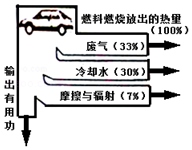 燃料燃烧放出的热量
(100%)
废气(33%)
冷却水(30%)
摩擦与辐射(7%)
输出有用功